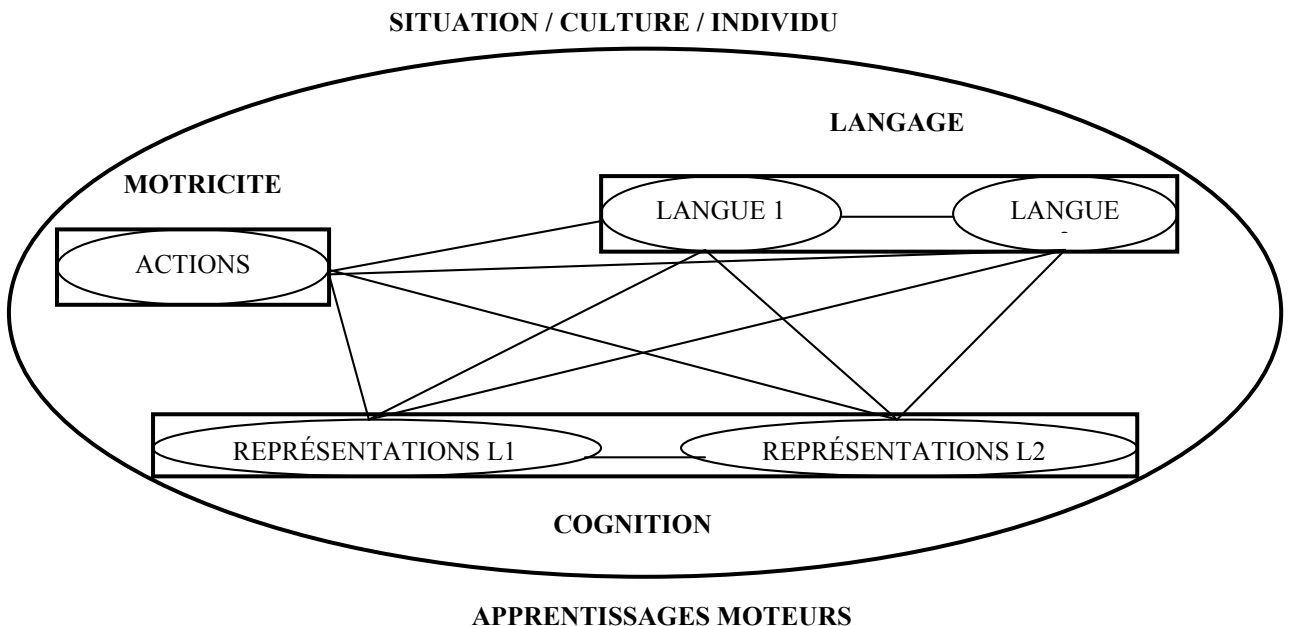 SITUATION / CULTURE / INDIVIDU
LANGAGE
MOTRICITE
LANGUE 1
LANGUE
ACTIONS
REPRÉSENTATIONS L1
REPRÉSENTATIONS L2
COGNITION
APPRENTISSAGES MOTEURS